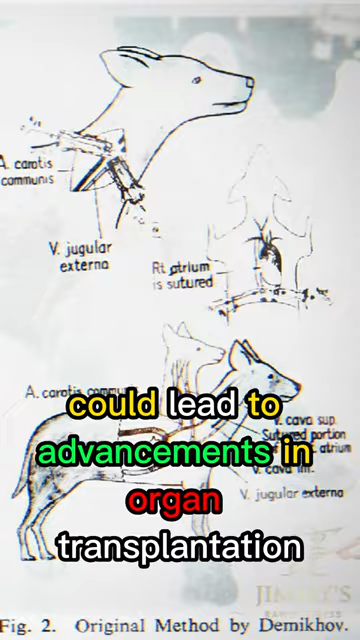 A. carotis
communis
V. jugular
externa
Rt atrium
is sutured
A. carotis
could lead to
V. cava sup.
Sutured portion
atrium
advancements in
V. cava inf.
organ
V. jugular externa
transplantation
JIMMY'S
Fig. 2. Original Method by Demikhov.